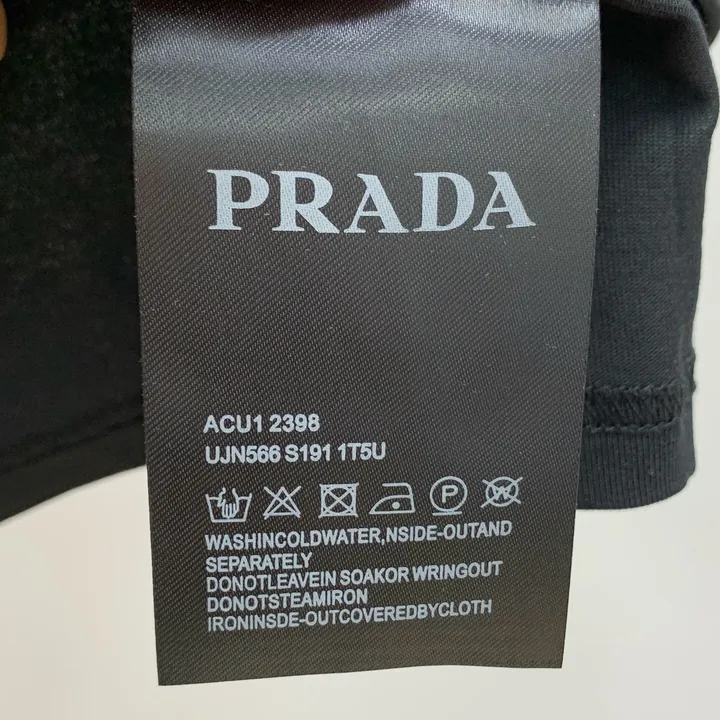 PRADA
ACU1 2398
UJN566 S191 1T5U
P W
WASHINCOLDWATER,NSIDE-OUTAND
SEPARATELY
DONOTLEAVEIN SOAKOR WRINGOUT
DONOTSTEAMIRON
IRONINSDE-OUTCOVEREDBYCLOTH